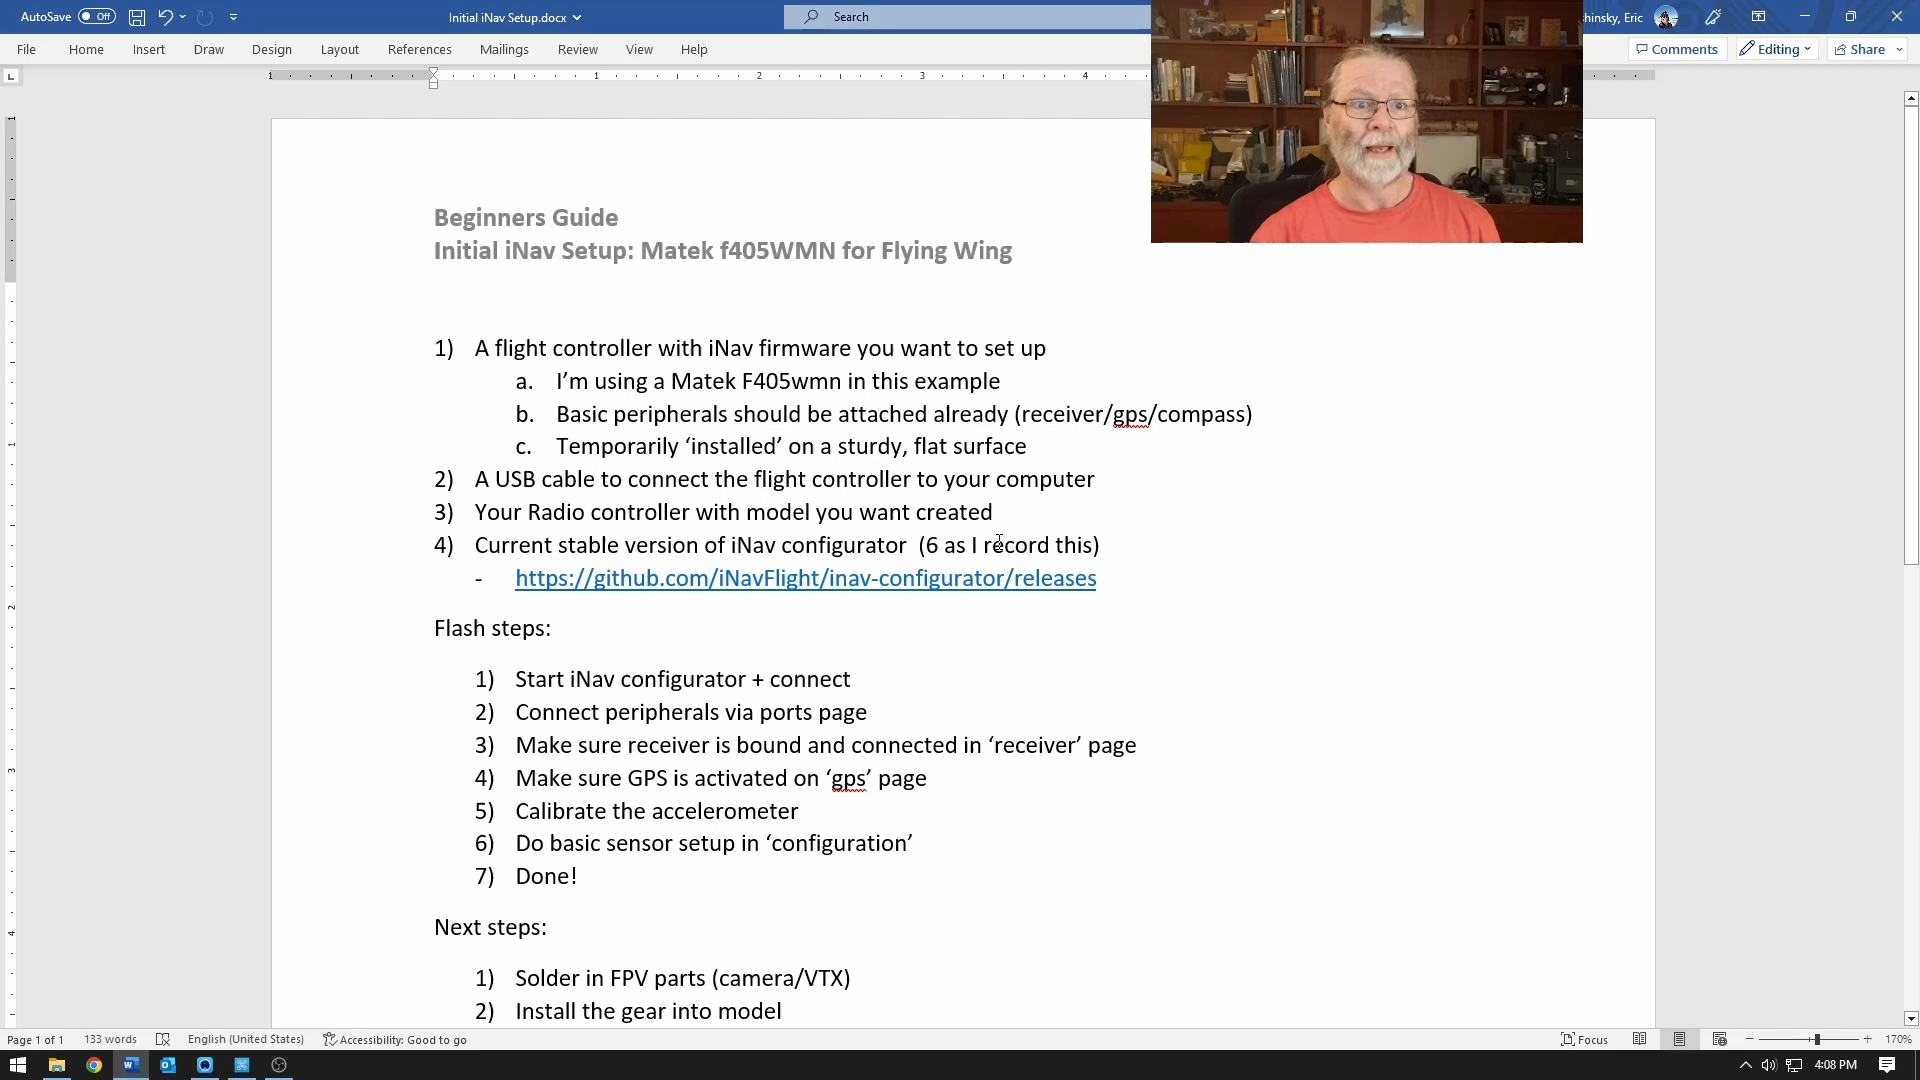 AutoSave Off
Initial iNav Setup.docx
Search
hinsky, Eric
File Home Insert Draw Design Layout References Mailings Review View Help
Comments Editing Share
1 1 2 3 4
Beginners Guide
Initial iNav Setup: Matek f405WMN for Flying Wing
1) A flight controller with iNav firmware you want to set up
a. I’m using a Matek F405wmn in this example
b. Basic peripherals should be attached already (receiver/gps/compass)
c. Temporarily ‘installed’ on a sturdy, flat surface
2) A USB cable to connect the flight controller to your computer
3) Your Radio controller with model you want created
4) Current stable version of iNav configurator (6 as I record this)
- https://github.com/iNavFlight/inav-configurator/releases
Flash steps:
1) Start iNav configurator + connect
2) Connect peripherals via ports page
3) Make sure receiver is bound and connected in ‘receiver’ page
4) Make sure GPS is activated on ‘gps’ page
5) Calibrate the accelerometer
6) Do basic sensor setup in ‘configuration’
7) Done!
Next steps:
1) Solder in FPV parts (camera/VTX)
2) Install the gear into model
Page 1 of 1 133 words English (United States) Accessibility: Good to go Focus 170%
4:08 PM